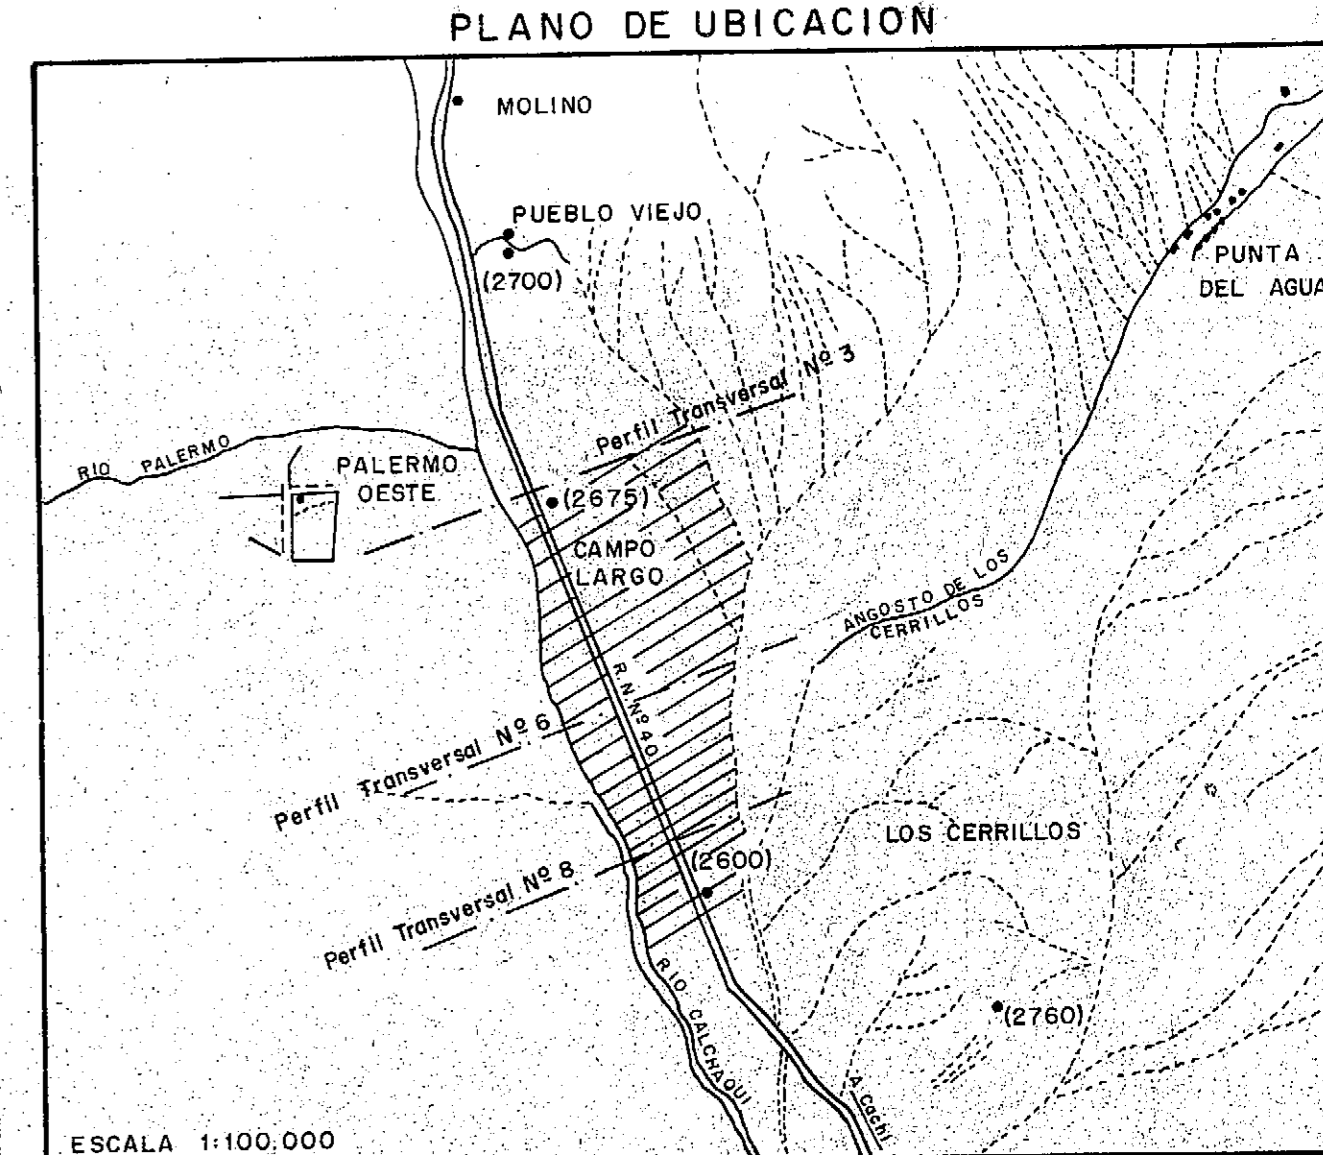 PLANO DE UBICACION
MOLINO
PUEBLO VIEJO
(2700)
PUNTA
DEL AGUA
Perfil Transversal Nº 3
RIO PALERMO
PALERMO
OESTE
(2675)
CAMPO
LARGO
ANGOSTO DE LOS
CERRILLOS
R.N. Nº 40
Perfil Transversal Nº 6
LOS CERRILLOS
(2600)
Perfil Transversal Nº 8
RIO CALCHAQUI
(2760)
A Cachi
ESCALA 1:100.000